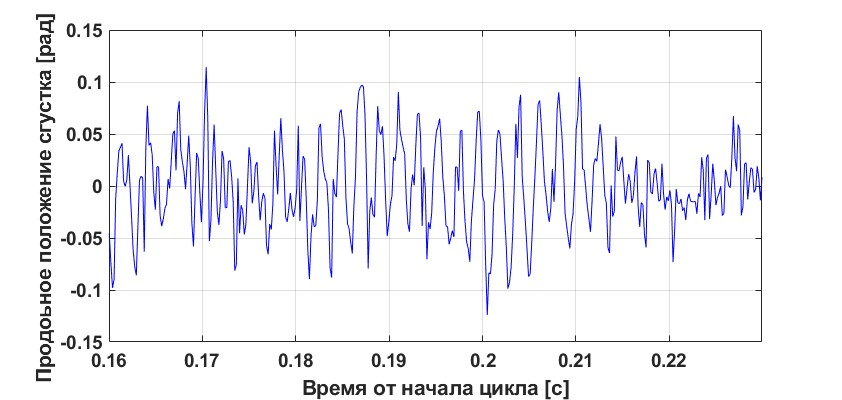 Продоьное положение сгустка [рад]
0.15
0.1
0.05
0
-0.05
-0.1
-0.15
0.16 0.17 0.18 0.19 0.2 0.21 0.22
Время от начала цикла [с]